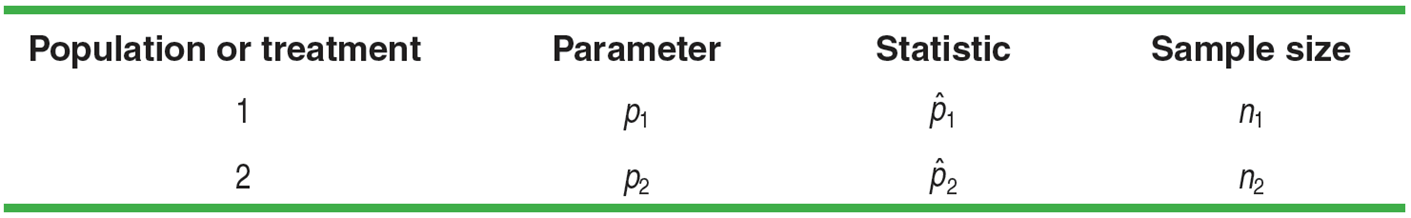 Population or treatment Parameter Statistic Sample size
1 p₁ p̂₁ n₁
2 p₂ p̂₂ n₂